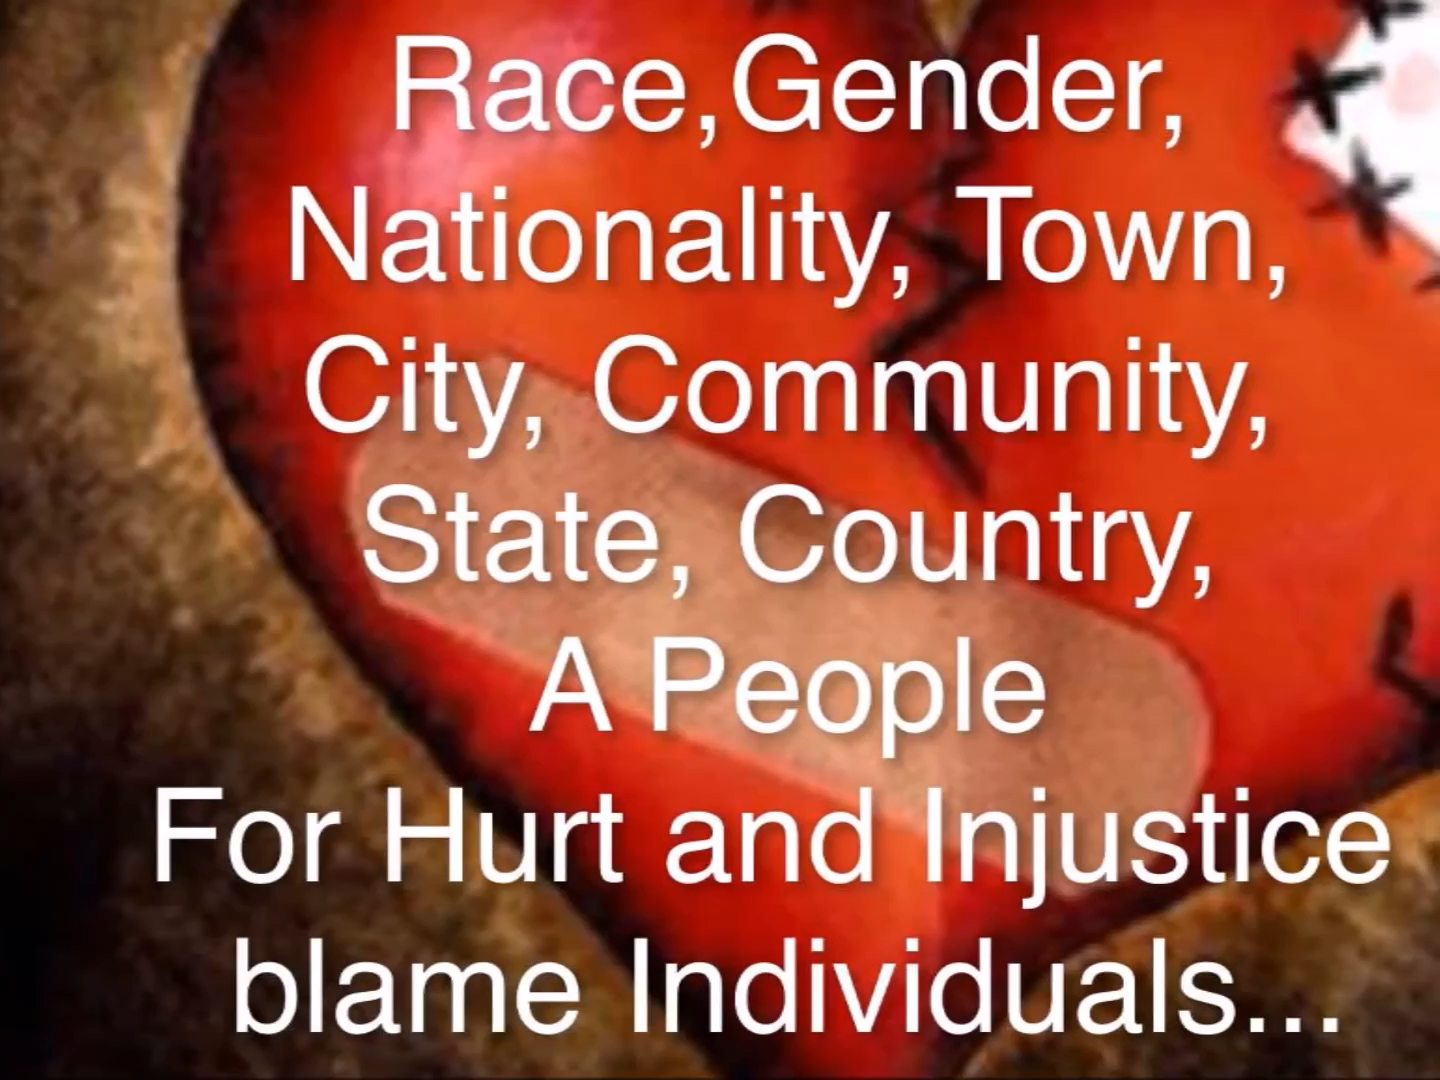 Race,Gender,
Nationality, Town,
City, Community,
State, Country,
A People
For Hurt and Injustice
blame Individuals...